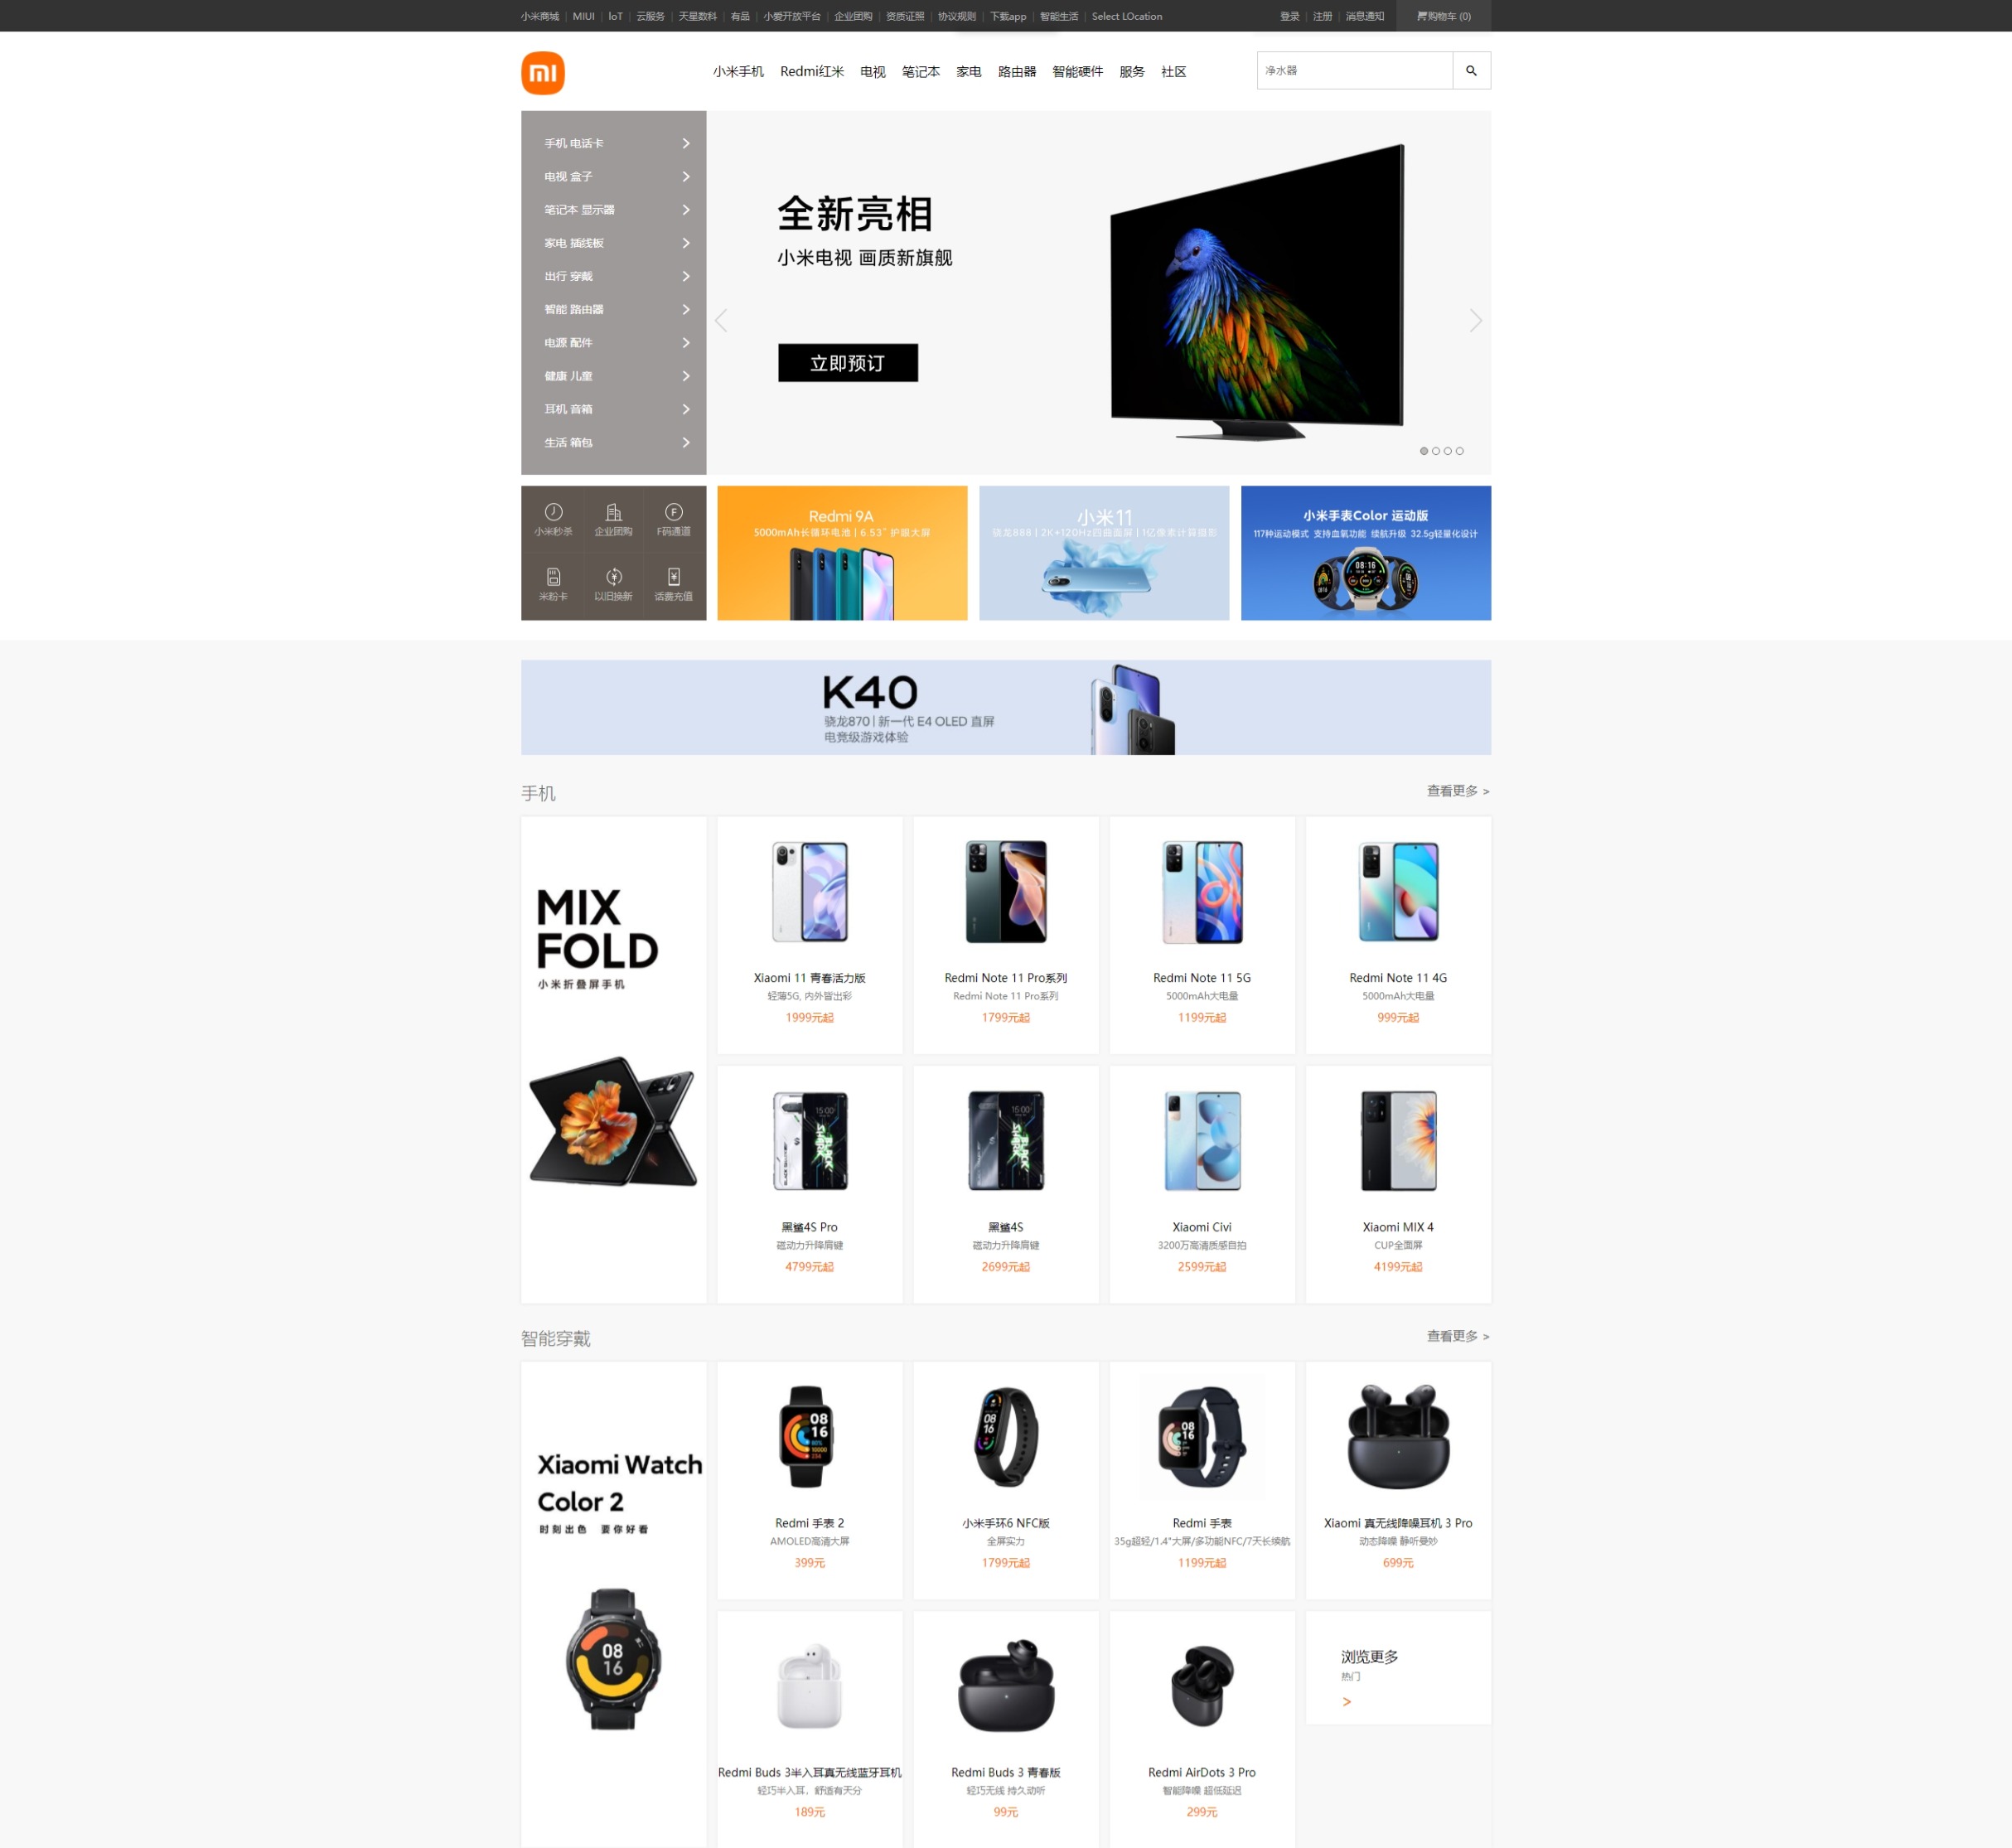 小米商城 | MIUI | IoT | 云服务 | 天星数科 | 有品 | 小爱开放平台 | 企业团购 | 资质证照 | 协议规则 | 下载app | 智能生活 | Select LOcation
登录 | 注册 | 消息通知
购物车 (0)
mi
小米手机 Redmi红米 电视 笔记本 家电 路由器 智能硬件 服务 社区
净水器
手机 电话卡
电视 盒子
笔记本 显示器
家电 插线板
出行 穿戴
智能 路由器
电源 配件
健康 儿童
耳机 音箱
生活 箱包
全新亮相
小米电视 画质新旗舰
立即预订
小米秒杀 企业团购 F码通道
米粉卡 以旧换新 话费充值
Redmi 9A
5000mAh长循环电池 | 6.53" 护眼大屏
小米11
骁龙888 | 2K+120Hz四曲面屏 | 1亿像素计算摄影
小米手表Color 运动版
117种运动模式 支持血氧功能 续航升级 32.5g轻量化设计
08:16
K40
骁龙870 | 新一代 E4 OLED 直屏
电竞级游戏体验
手机
查看更多 >
MIX
FOLD
小米折叠屏手机
Xiaomi 11 青春活力版
轻薄5G, 内外皆出彩
1999元起
Redmi Note 11 Pro系列
Redmi Note 11 Pro系列
1799元起
Redmi Note 11 5G
5000mAh大电量
1199元起
Redmi Note 11 4G
5000mAh大电量
999元起
黑鲨4S Pro
磁动力升降肩键
4799元起
黑鲨4S
磁动力升降肩键
2699元起
Xiaomi Civi
3200万高清质感自拍
2599元起
Xiaomi MIX 4
CUP全面屏
4199元起
智能穿戴
查看更多 >
Xiaomi Watch
Color 2
时刻出色 要你好看
08
16
Redmi 手表 2
AMOLED高清大屏
399元
小米手环6 NFC版
全屏实力
1799元起
Redmi 手表
35g超轻/1.4"大屏/多功能NFC/7天长续航
1199元起
Xiaomi 真无线降噪耳机 3 Pro
动态降噪 静听曼妙
699元
Redmi Buds 3半入耳真无线蓝牙耳机
轻巧半入耳，舒适有天分
189元
Redmi Buds 3 青春版
轻巧无线 持久动听
99元
Redmi AirDots 3 Pro
智能降噪 超低延迟
299元
浏览更多
热门
>